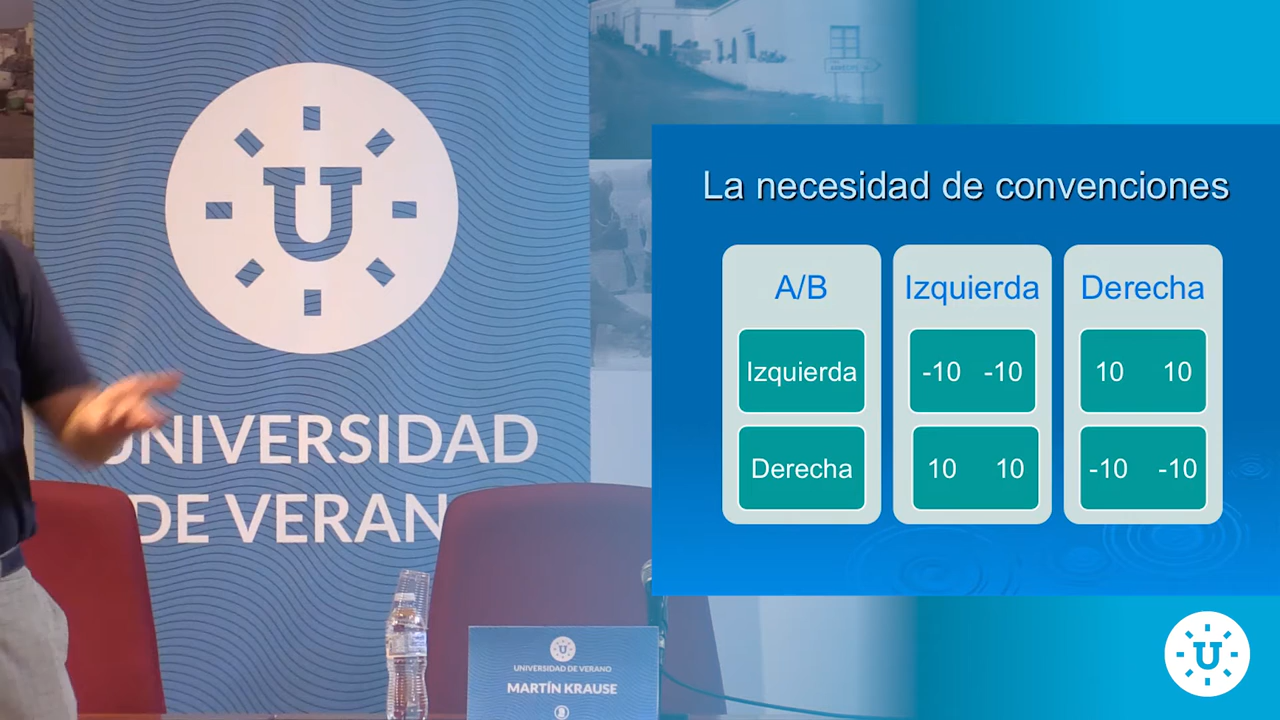 U
UNIVERSIDAD
DE VERAN
UNIVERSIDAD DE VERANO
MARTÍN KRAUSE
La necesidad de convenciones
A/B Izquierda Derecha
Izquierda -10 -10 10 10
Derecha 10 10 -10 -10
U